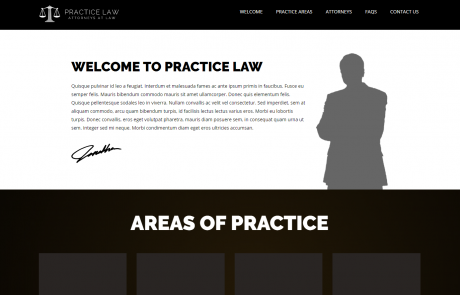 PRACTICE LAW
ATTORNEYS AT LAW
WELCOME PRACTICE AREAS ATTORNEYS FAQS CONTACT US
WELCOME TO PRACTICE LAW
Quisque pulvinar id leo a feugiat. Interdum et malesuada fames ac ante ipsum primis in faucibus. Fusce eu
semper felis. Mauris bibendum commodo mauris sit amet ullamcorper. Donec quis elementum felis.
Quisque pellentesque sodales leo in viverra. Nullam convallis ac velit vel consectetur. Sed imperdiet, sem at
aliquam commodo, arcu quam bibendum turpis, id facilisis lectus lectus varius eros. Morbi eu lobortis
turpis. Donec convallis, eros eget volutpat pharetra, mauris diam posuere sem, in consequat quam urna ut
sem. Integer sed mi neque. Morbi condimentum diam eget eros ultricies accumsan.
AREAS OF PRACTICE